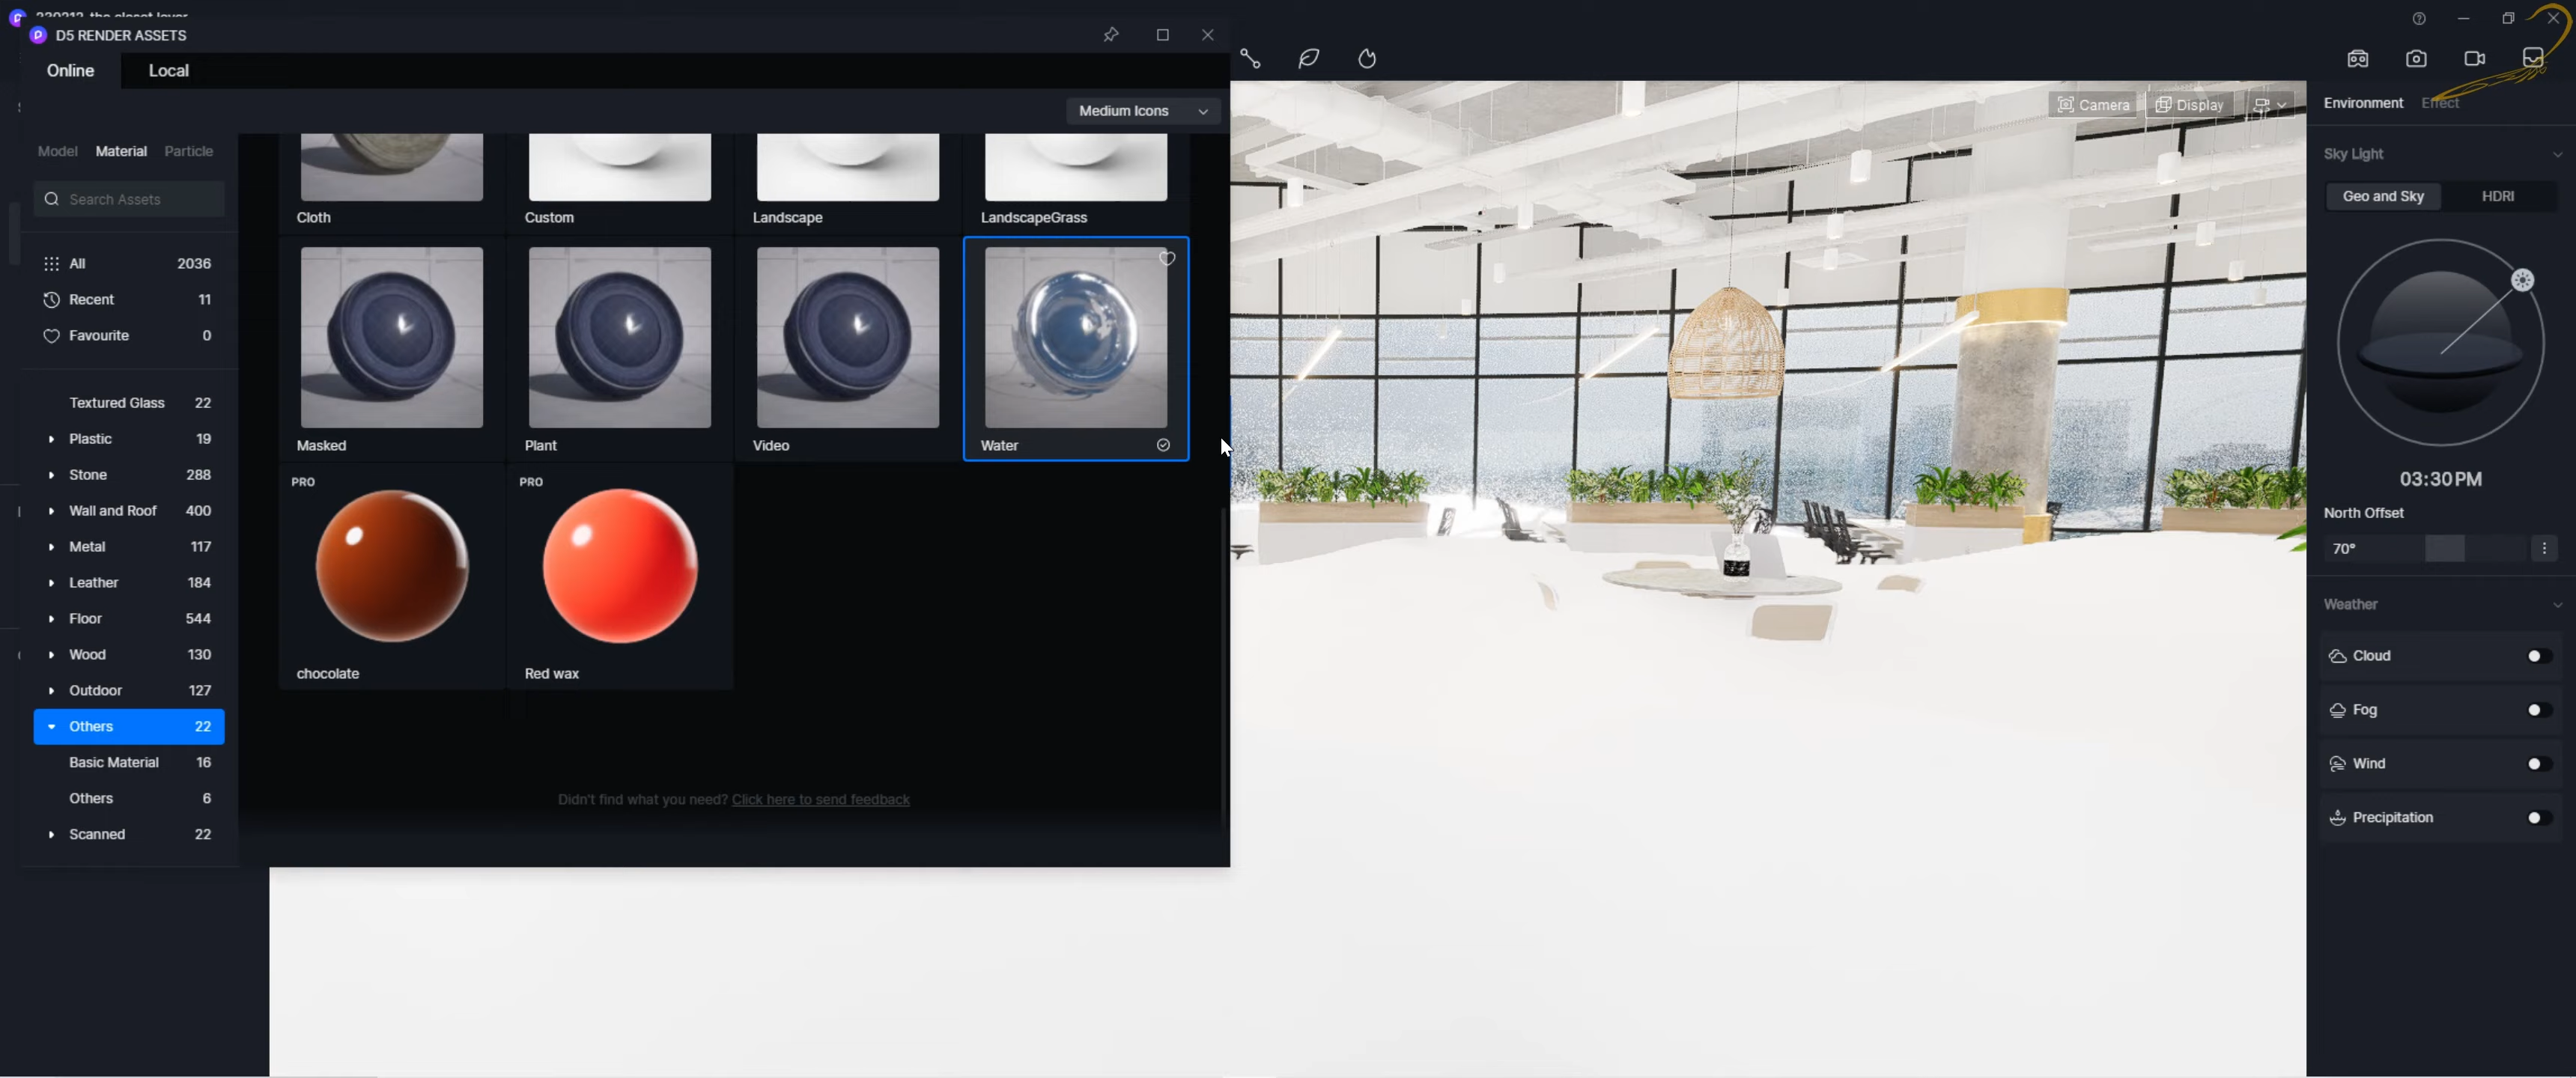 D5 RENDER ASSETS
Online
Local
Medium Icons
Model
Material
Particle
Search Assets
All 2036
Recent 11
Favourite 0
Textured Glass 22
Plastic 19
Stone 288
Wall and Roof 400
Metal 117
Leather 184
Floor 544
Wood 130
Outdoor 127
Others 22
Basic Material 16
Others 6
Scanned 22
Cloth
Custom
Landscape
LandscapeGrass
Masked
Plant
Video
Water
PRO
PRO
chocolate
Red wax
Didn't find what you need? Click here to send feedback
Camera
Display
Environment
Effect
Sky Light
Geo and Sky
HDRI
03:30PM
North Offset
70°
Weather
Cloud
Fog
Wind
Precipitation